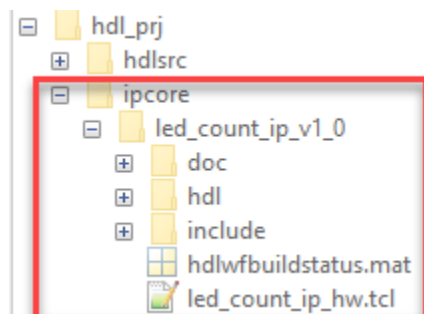 hdl_prj
hdlsrc
ipcore
led_count_ip_v1_0
doc
hdl
include
hdlwfbuildstatus.mat
led_count_ip_hw.tcl